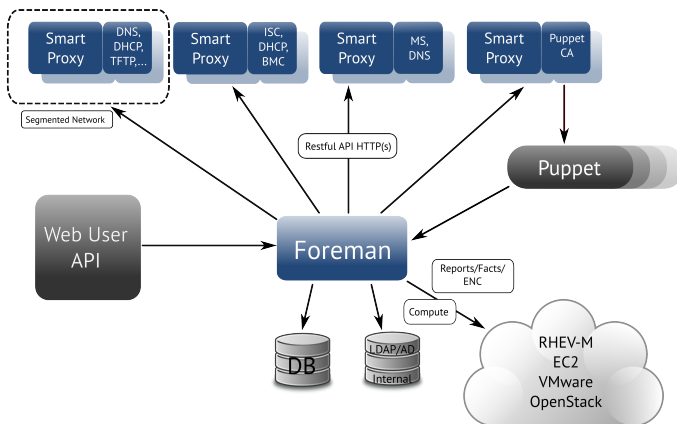 Smart
Proxy
DNS,
DHCP,
TFTP,...
Smart
Proxy
ISC,
DHCP,
BMC
Smart
Proxy
MS,
DNS
Smart
Proxy
Puppet
CA
Segmented Network
Restful API HTTP(s)
Puppet
Web User
API
Foreman
Reports/Facts/
ENC
Compute
DB
LDAP/AD
Internal
RHEV-M
EC2
VMware
OpenStack